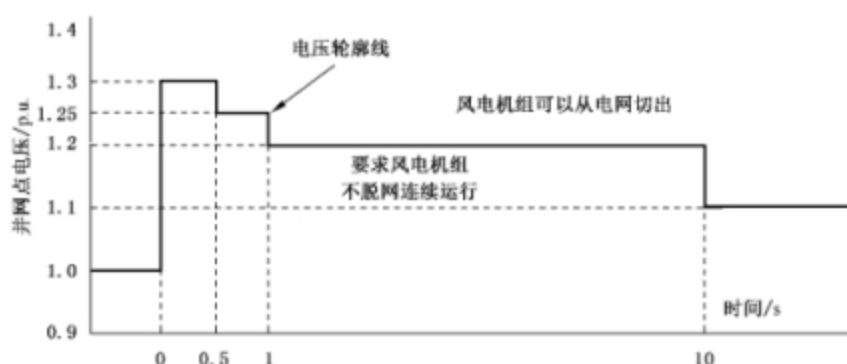 1.4
电压轮廓线
1.3
风电机组可以从电网切出
1.25
1.2
要求风电机组
不脱网连续运行
并网点电压/p.u.
1.1
1.0
时间/s
0.9
0 0.5 1 10